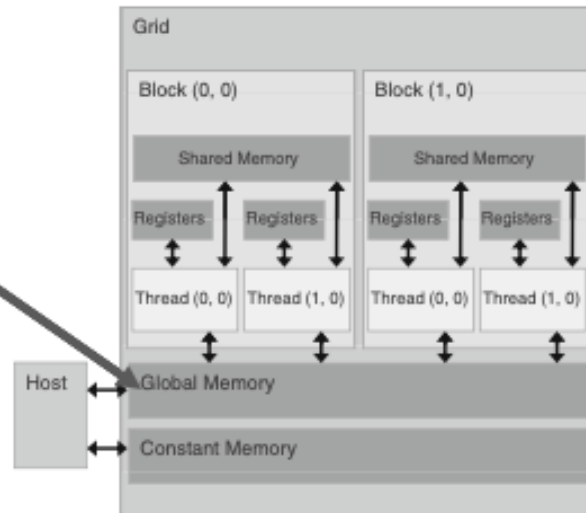 Grid
Block (0, 0) Block (1, 0)
Shared Memory Shared Memory
Registers Registers Registers Registers
Thread (0, 0) Thread (1, 0) Thread (0, 0) Thread (1, 0)
Host Global Memory
Constant Memory